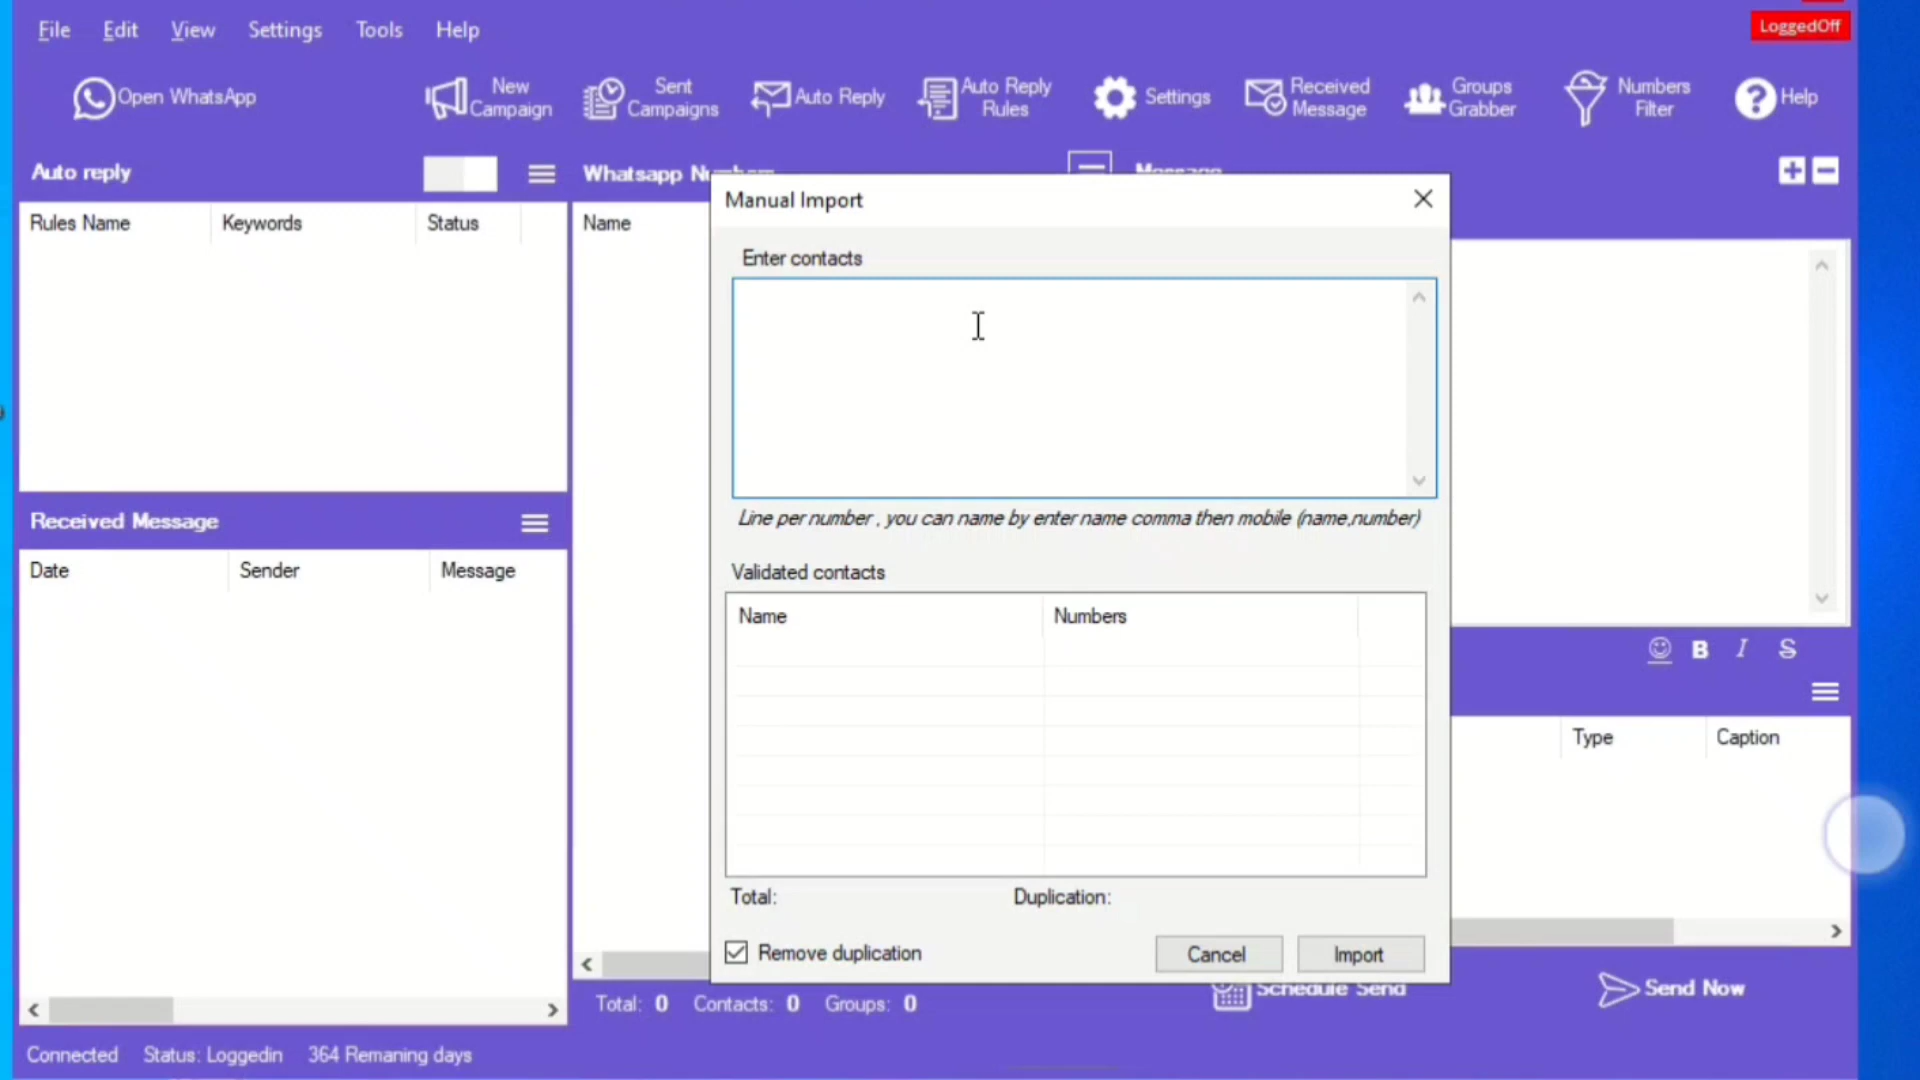 File Edit View Settings Tools Help
LoggedOff
Open WhatsApp
New Campaign
Sent Campaigns
Auto Reply
Auto Reply Rules
Settings
Received Message
Groups Grabber
Numbers Filter
Help
Auto reply
Rules Name Keywords Status
Received Message
Date Sender Message
Whatsapp Numbers
Name
Message
Manual Import
Enter contacts
Line per number , you can name by enter name comma then mobile (name,number)
Validated contacts
Name Numbers
Total: Duplication:
Remove duplication
Cancel Import
B I S
Type Caption
Total: 0 Contacts: 0 Groups: 0
Schedule Send
Send Now
Connected Status: Loggedin 364 Remaning days